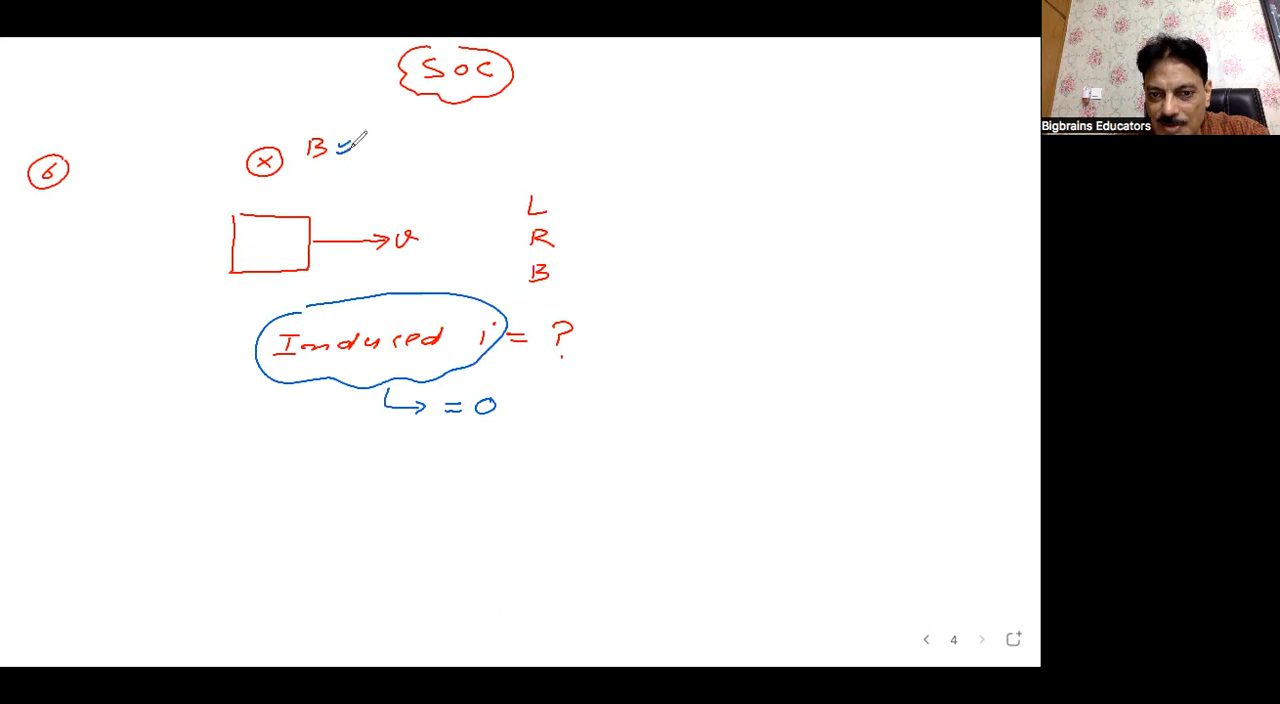 SOC
Bigbrains Educators
6
x B
L
v R
B
Induced i = ?
= 0
4